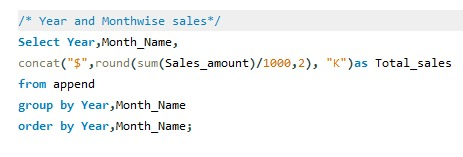 /* Year and Monthwise sales*/
Select Year,Month_Name,
concat("$",round(sum(Sales_amount)/1000,2), "K")as Total_sales
from append
group by Year,Month_Name
order by Year,Month_Name;